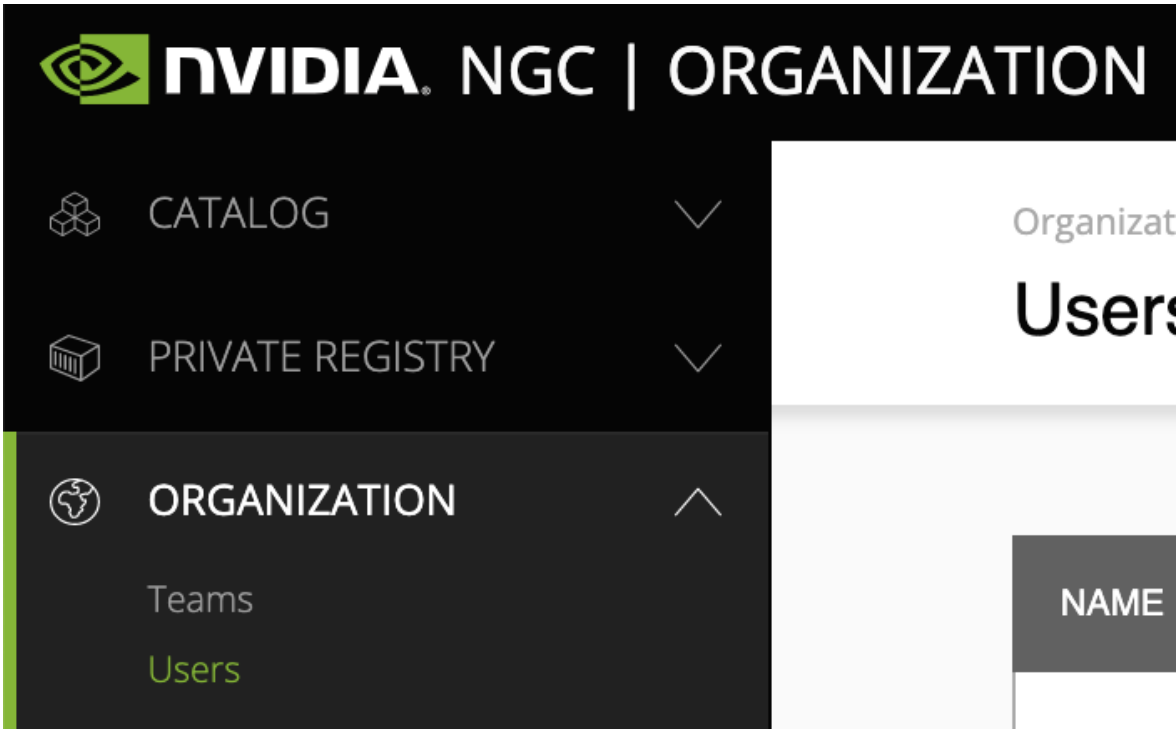 NVIDIA. NGC | ORGANIZATION
CATALOG
PRIVATE REGISTRY
ORGANIZATION
Teams
Users
Organizat
Users
NAME